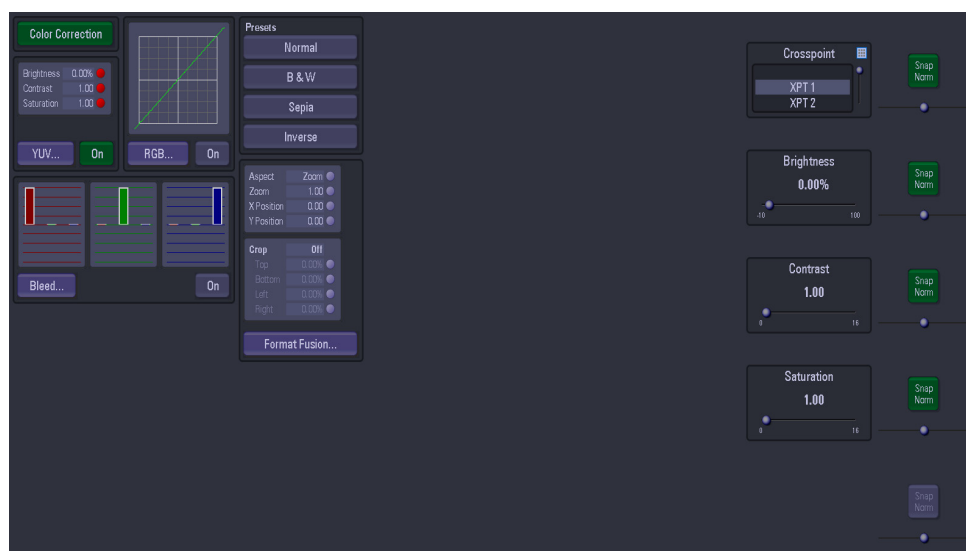 Color Correction
Brightness 0.00%
Contrast 1.00
Saturation 1.00
YUV... On
RGB... On
Bleed... On
Presets
Normal
B & W
Sepia
Inverse
Aspect Zoom
Zoom 1.00
X Position 0.00
Y Position 0.00
Crop Off
Top 0.00%
Bottom 0.00%
Left 0.00%
Right 0.00%
Format Fusion...
Crosspoint
XPT 1
XPT 2
Snap
Norm
Brightness
0.00%
-10 100
Snap
Norm
Contrast
1.00
0 16
Snap
Norm
Saturation
1.00
0 16
Snap
Norm
Snap
Norm